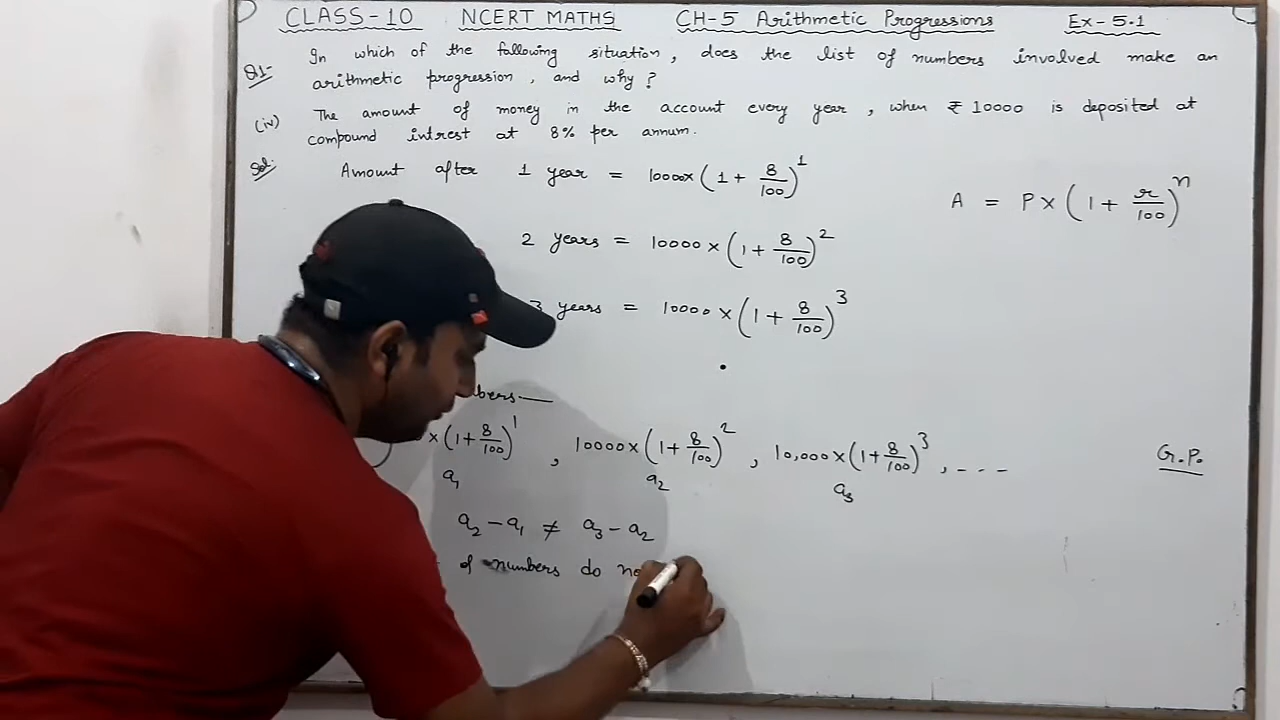 CLASS-10 NCERT MATHS CH-5 Arithmetic Progressions Ex-5.1
Q1- In which of the following situation, does the list of numbers involved make an
arithmetic progression, and why?
(iv) The amount of money in the account every year, when ₹ 10000 is deposited at
compound intrest at 8% per annum.
Sol: Amount after 1 year = 10000×(1+8/100)^1
A = P×(1+r/100)^n
2 years = 10000×(1+8/100)^2
3 years = 10000×(1+8/100)^3
×(1+8/100)^1, 10000×(1+8/100)^2, 10,000×(1+8/100)^3, ---- G.P.
a₁ a₂ a₃
a₂-a₁ ≠ a₃-a₂
of numbers do